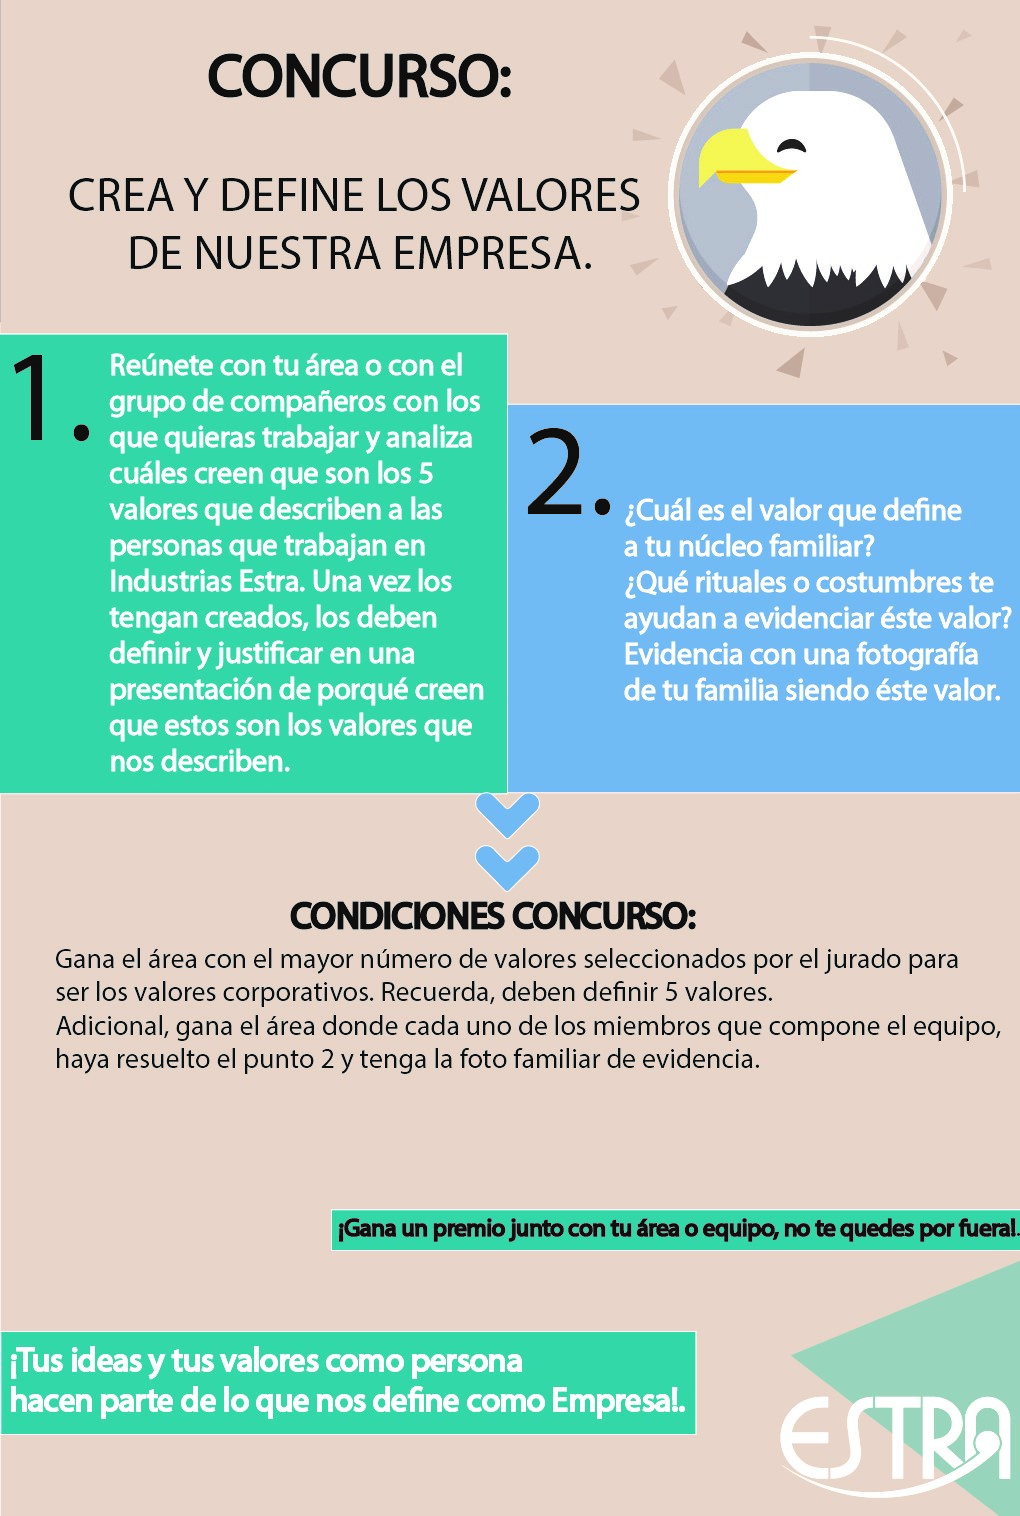 CONCURSO:
CREA Y DEFINE LOS VALORES
DE NUESTRA EMPRESA.
1.
Reúnete con tu área o con el
grupo de compañeros con los
que quieras trabajar y analiza
cuáles creen que son los 5
valores que describen a las
personas que trabajan en
Industrias Estra. Una vez los
tengan creados, los deben
definir y justificar en una
presentación de porqué creen
que estos son los valores que
nos describen.
2.
¿Cuál es el valor que define
a tu núcleo familiar?
¿Qué rituales o costumbres te
ayudan a evidenciar éste valor?
Evidencia con una fotografía
de tu familia siendo éste valor.
CONDICIONES CONCURSO:
Gana el área con el mayor número de valores seleccionados por el jurado para
ser los valores corporativos. Recuerda, deben definir 5 valores.
Adicional, gana el área donde cada uno de los miembros que compone el equipo,
haya resuelto el punto 2 y tenga la foto familiar de evidencia.
¡Gana un premio junto con tu área o equipo, no te quedes por fuera!.
¡Tus ideas y tus valores como persona
hacen parte de lo que nos define como Empresa!.
ESTRA